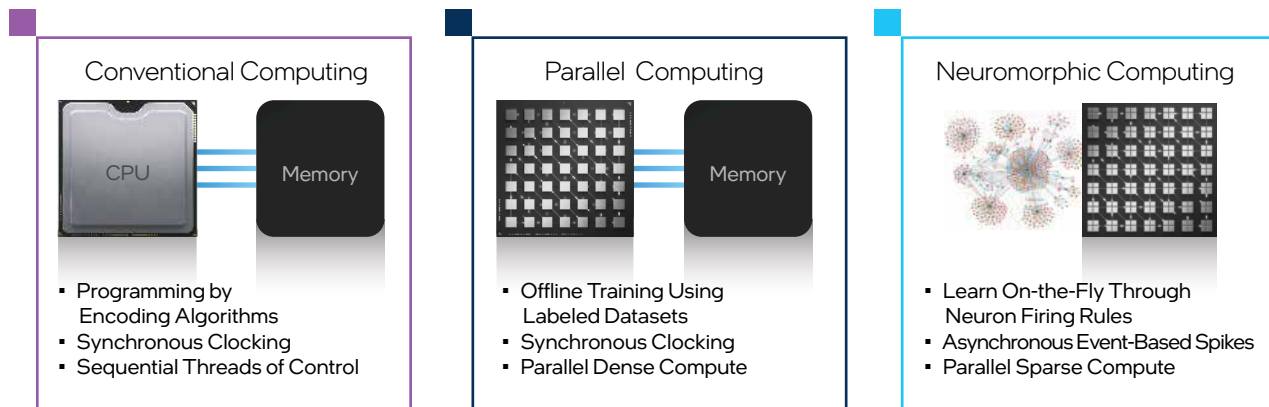 Conventional Computing
CPU
Memory
▪ Programming by
Encoding Algorithms
▪ Synchronous Clocking
▪ Sequential Threads of Control
Parallel Computing
Memory
▪ Offline Training Using
Labeled Datasets
▪ Synchronous Clocking
▪ Parallel Dense Compute
Neuromorphic Computing
▪ Learn On-the-Fly Through
Neuron Firing Rules
▪ Asynchronous Event-Based Spikes
▪ Parallel Sparse Compute